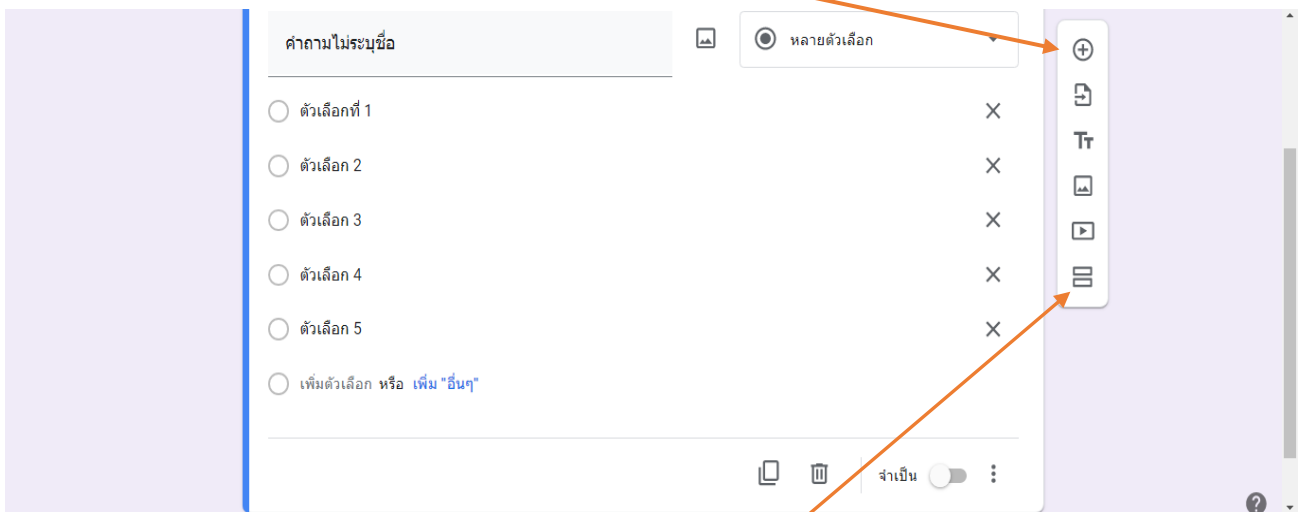 คำถามไม่ระบุชื่อ
หลายตัวเลือก
ตัวเลือกที่ 1
ตัวเลือก 2
ตัวเลือก 3
ตัวเลือก 4
ตัวเลือก 5
เพิ่มตัวเลือก หรือ เพิ่ม "อื่นๆ"
จำเป็น